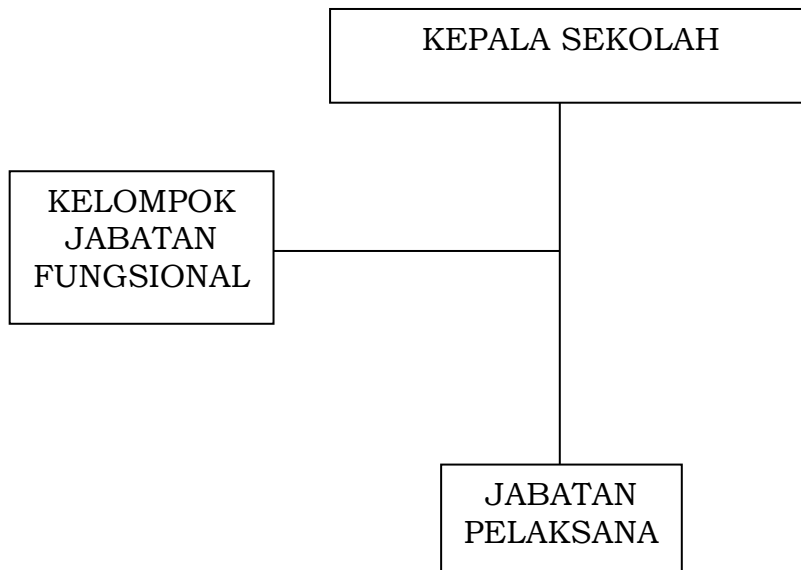 KEPALA SEKOLAH
KELOMPOK
JABATAN
FUNGSIONAL
JABATAN
PELAKSANA